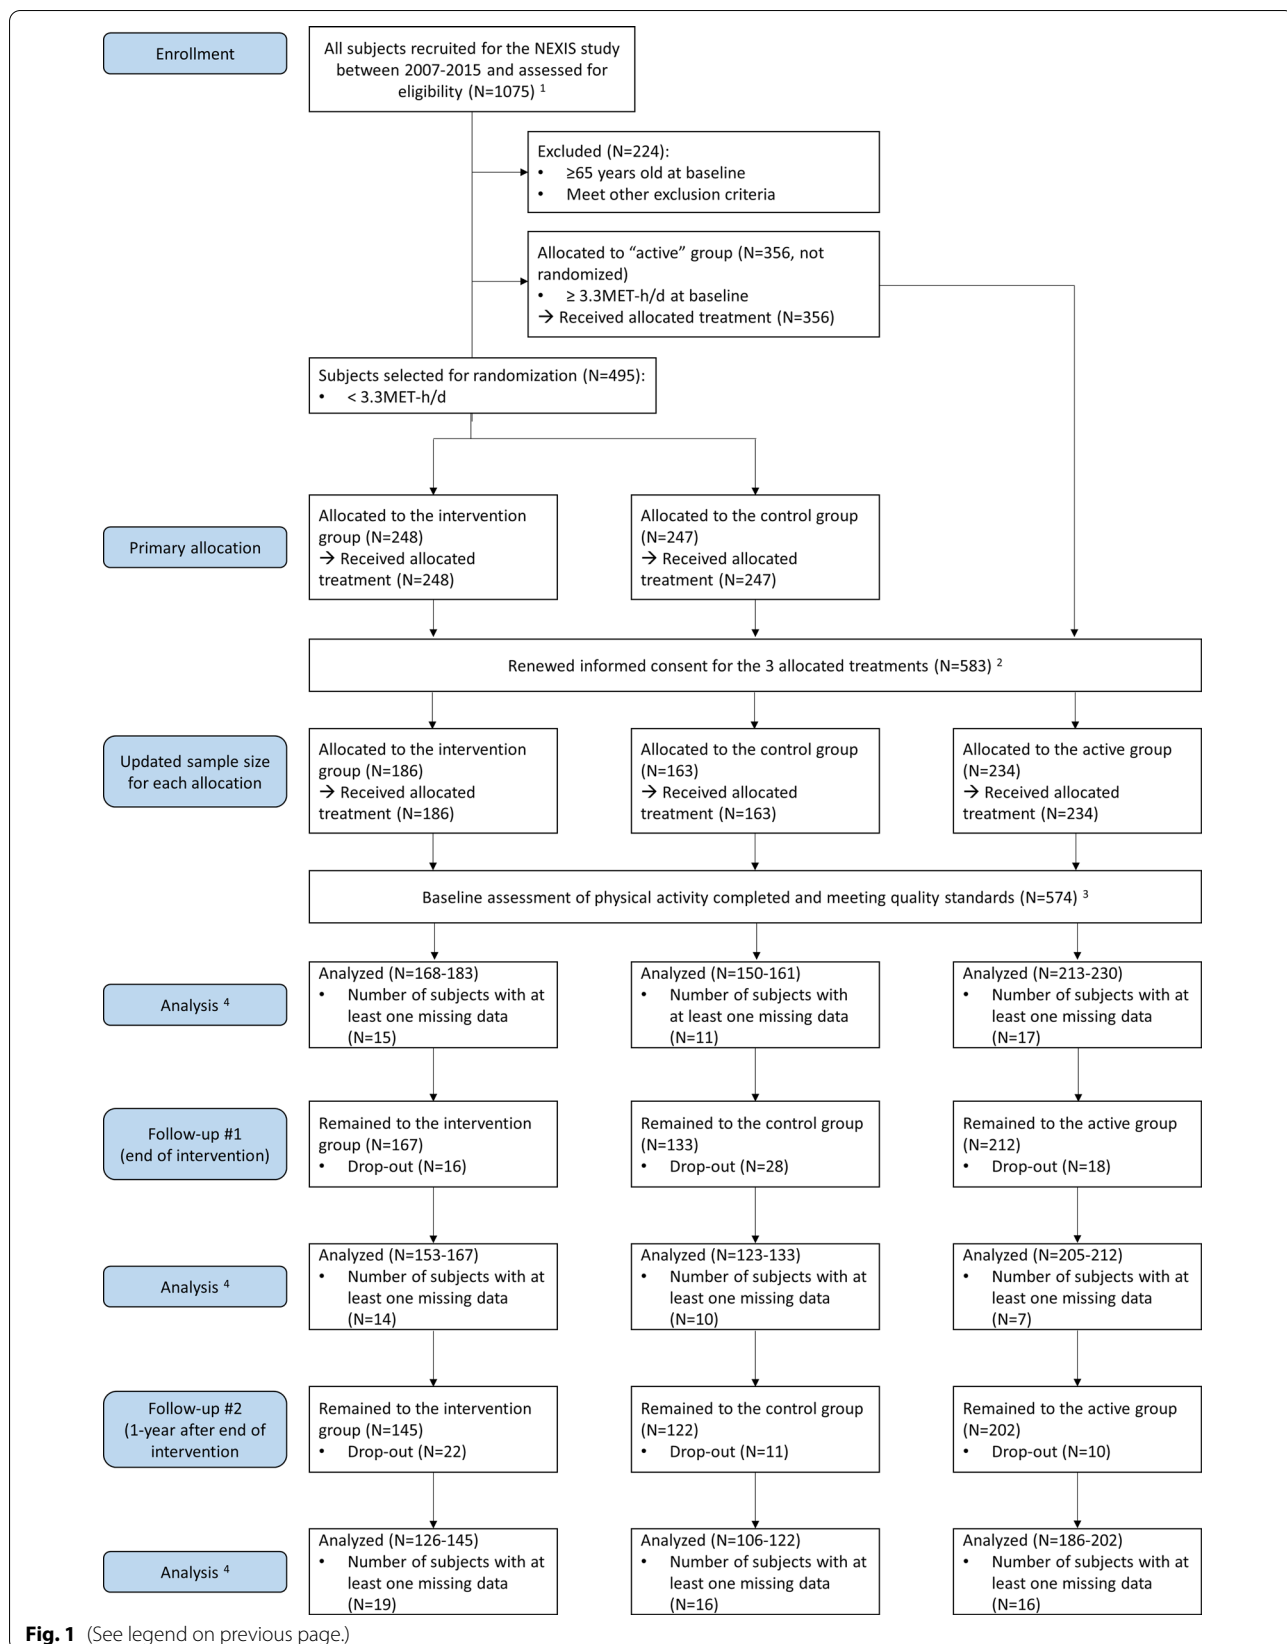 Enrollment
All subjects recruited for the NEXIS study
between 2007-2015 and assessed for
eligibility (N=1075) 1
Excluded (N=224):
• ≥65 years old at baseline
• Meet other exclusion criteria
Allocated to “active” group (N=356, not
randomized)
• ≥ 3.3MET-h/d at baseline
→ Received allocated treatment (N=356)
Subjects selected for randomization (N=495):
• < 3.3MET-h/d
Primary allocation
Allocated to the intervention
group (N=248)
→ Received allocated
treatment (N=248)
Allocated to the control group
(N=247)
→ Received allocated
treatment (N=247)
Renewed informed consent for the 3 allocated treatments (N=583) 2
Updated sample size
for each allocation
Allocated to the intervention
group (N=186)
→ Received allocated
treatment (N=186)
Allocated to the control group
(N=163)
→ Received allocated
treatment (N=163)
Allocated to the active group
(N=234)
→ Received allocated
treatment (N=234)
Baseline assessment of physical activity completed and meeting quality standards (N=574) 3
Analysis 4
Analyzed (N=168-183)
• Number of subjects with at
least one missing data
(N=15)
Analyzed (N=150-161)
• Number of subjects with
at least one missing data
(N=11)
Analyzed (N=213-230)
• Number of subjects with at
least one missing data
(N=17)
Follow-up #1
(end of intervention)
Remained to the intervention
group (N=167)
• Drop-out (N=16)
Remained to the control group
(N=133)
• Drop-out (N=28)
Remained to the active group
(N=212)
• Drop-out (N=18)
Analysis 4
Analyzed (N=153-167)
• Number of subjects with at
least one missing data
(N=14)
Analyzed (N=123-133)
• Number of subjects with at
least one missing data
(N=10)
Analyzed (N=205-212)
• Number of subjects with at
least one missing data
(N=7)
Follow-up #2
(1-year after end of
intervention
Remained to the intervention
group (N=145)
• Drop-out (N=22)
Remained to the control group
(N=122)
• Drop-out (N=11)
Remained to the active group
(N=202)
• Drop-out (N=10)
Analysis 4
Analyzed (N=126-145)
• Number of subjects with at
least one missing data
(N=19)
Analyzed (N=106-122)
• Number of subjects with at
least one missing data
(N=16)
Analyzed (N=186-202)
• Number of subjects with at
least one missing data
(N=16)
Fig. 1 (See legend on previous page.)